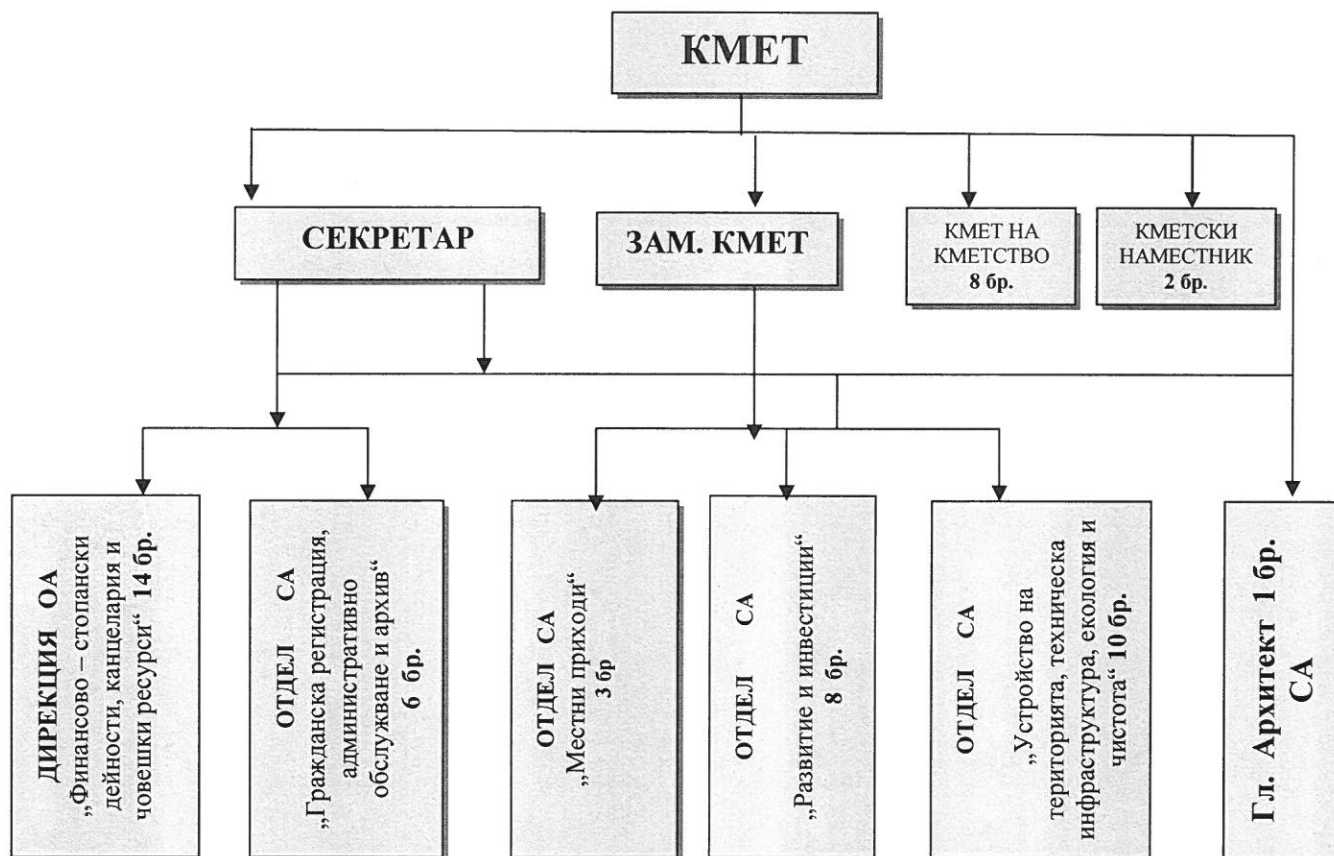 КМЕТ
СЕКРЕТАР
ЗАМ. КМЕТ
КМЕТ НА
КМЕТСТВО
8 бр.
КМЕТСКИ
НАМЕСТНИК
2 бр.
ДИРЕКЦИЯ ОА
„Финансово – стопански
дейности, канцелария и
човешки ресурси“ 14 бр.
ОТДЕЛ СА
„Гражданска регистрация,
административно
обслужване и архив“
6 бр.
ОТДЕЛ СА
„Местни приходи“
3 бр
ОТДЕЛ СА
„Развитие и инвестиции“
8 бр.
ОТДЕЛ СА
„Устройство на
територията, техническа
инфраструктура, екология и
чистота“ 10 бр.
Гл. Архитект 1 бр.
СА